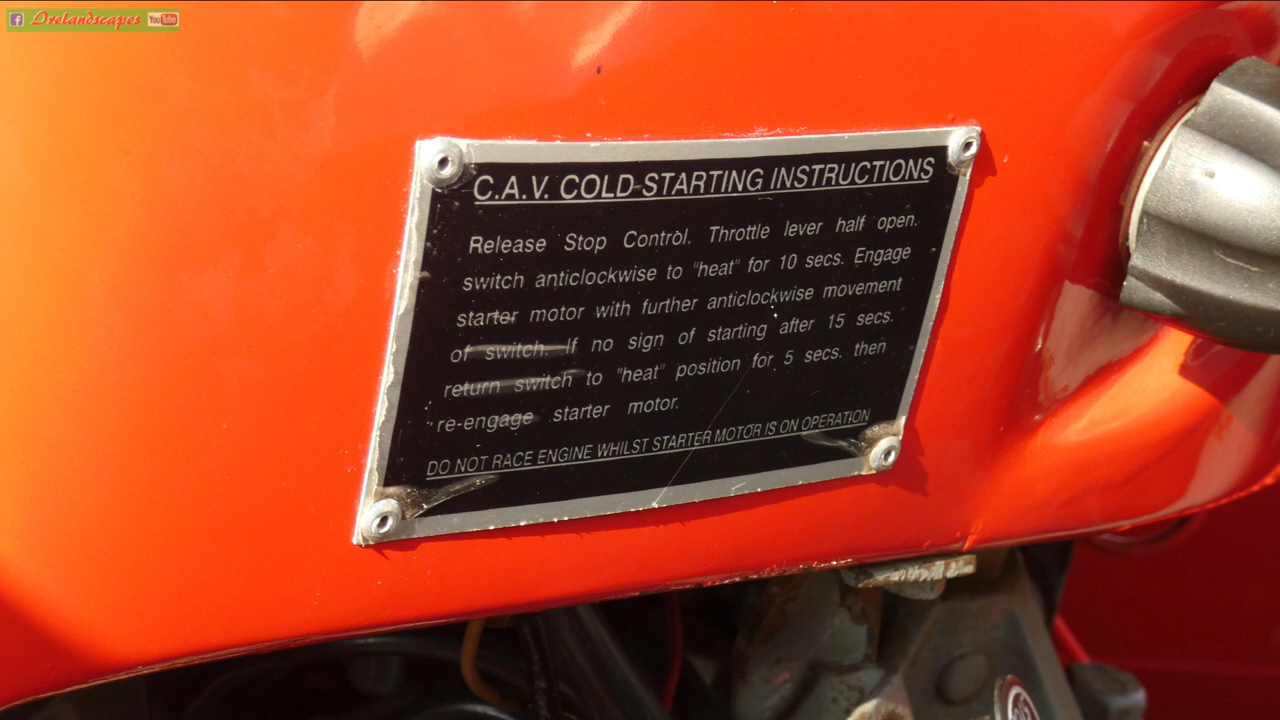 Irelandscapes YouTube
C.A.V. COLD-STARTING INSTRUCTIONS
Release Stop Control. Throttle lever half open.
switch anticlockwise to "heat" for 10 secs. Engage
starter motor with further anticlockwise movement
of switch. If no sign of starting after 15 secs.
return switch to "heat" position for 5 secs. then
re-engage starter motor.
DO NOT RACE ENGINE WHILST STARTER MOTOR IS ON OPERATION